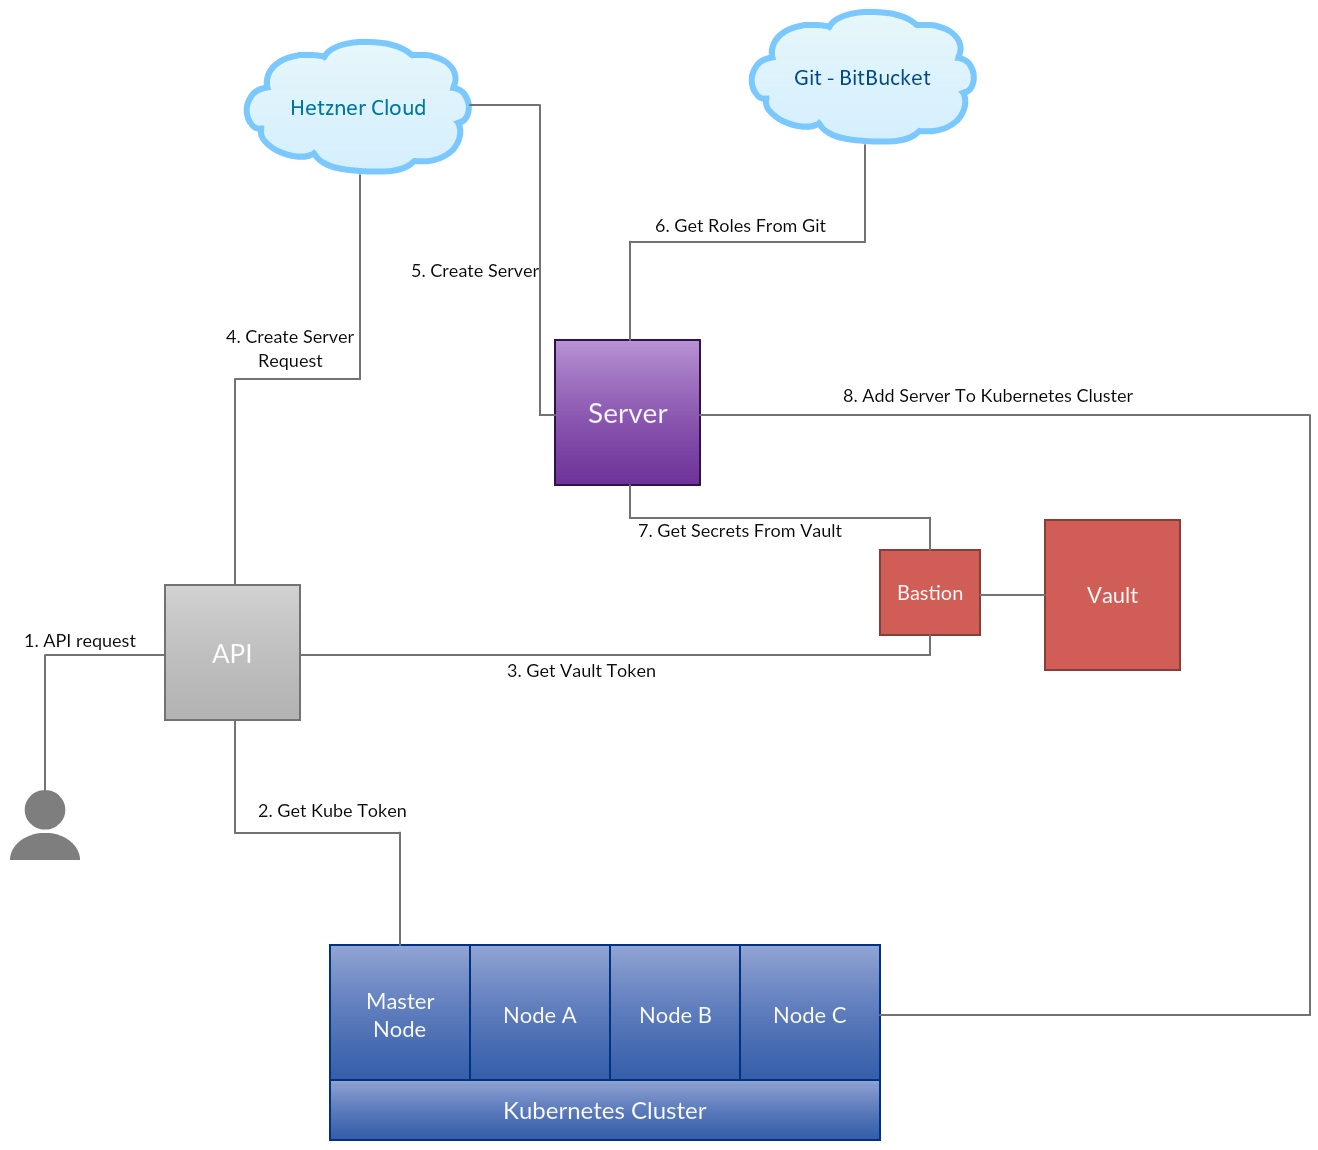 Git - BitBucket
Hetzner Cloud
6. Get Roles From Git
5. Create Server
4. Create Server
Request
8. Add Server To Kubernetes Cluster
Server
7. Get Secrets From Vault
Bastion
Vault
1. API request
API
3. Get Vault Token
2. Get Kube Token
Master
Node
Node A
Node B
Node C
Kubernetes Cluster